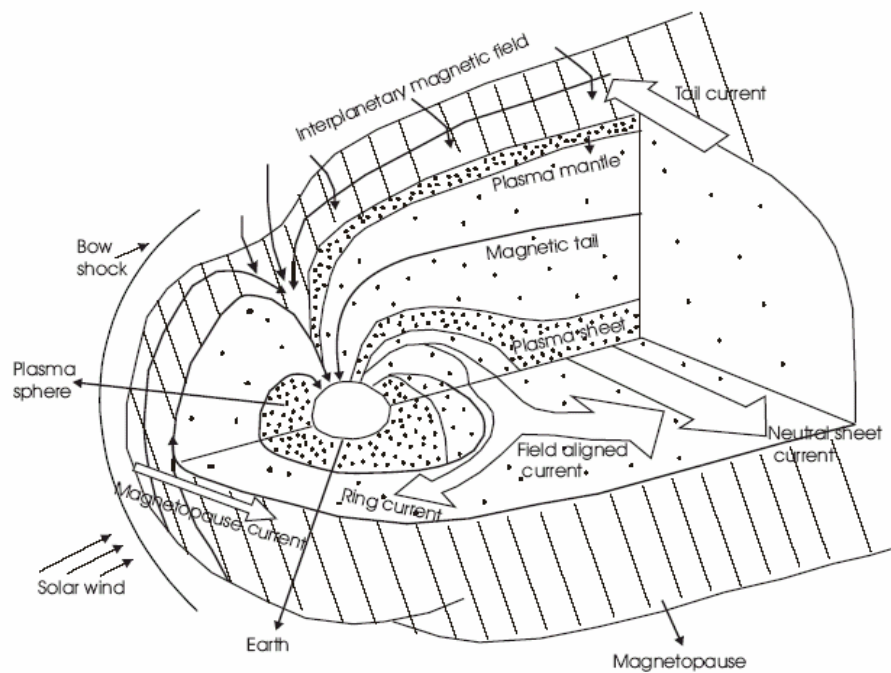 Interplanetary magnetic field
Tail current
Plasma mantle
Bow
shock
Magnetic tail
Plasma sheet
Plasma
sphere
Neutral sheet
current
Field aligned
current
Ring current
Magnetopause current
Solar wind
Earth
Magnetopause